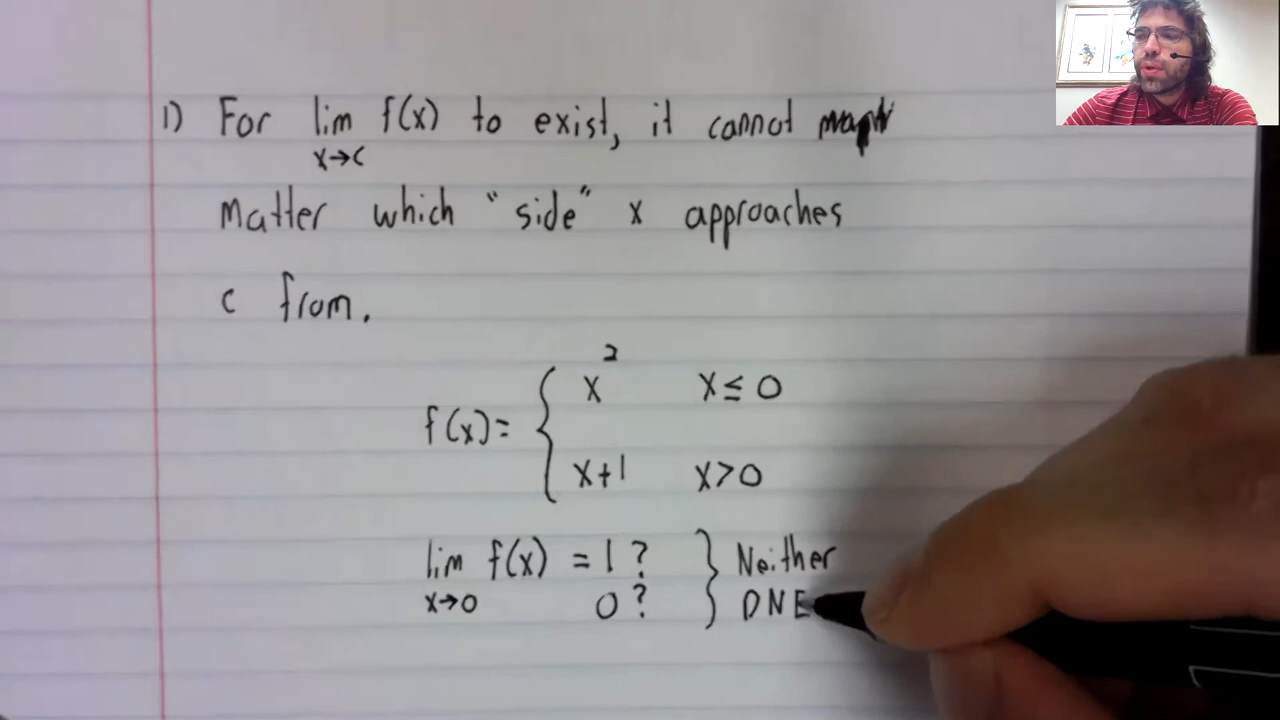 1) For lim f(x) to exist, it cannot
x→c
matter which "side" x approaches
c from.
f(x)= { x² x ≤ 0
x+1 x>0
lim f(x) = 1 ? } Neither
x→0 0 ? DNE